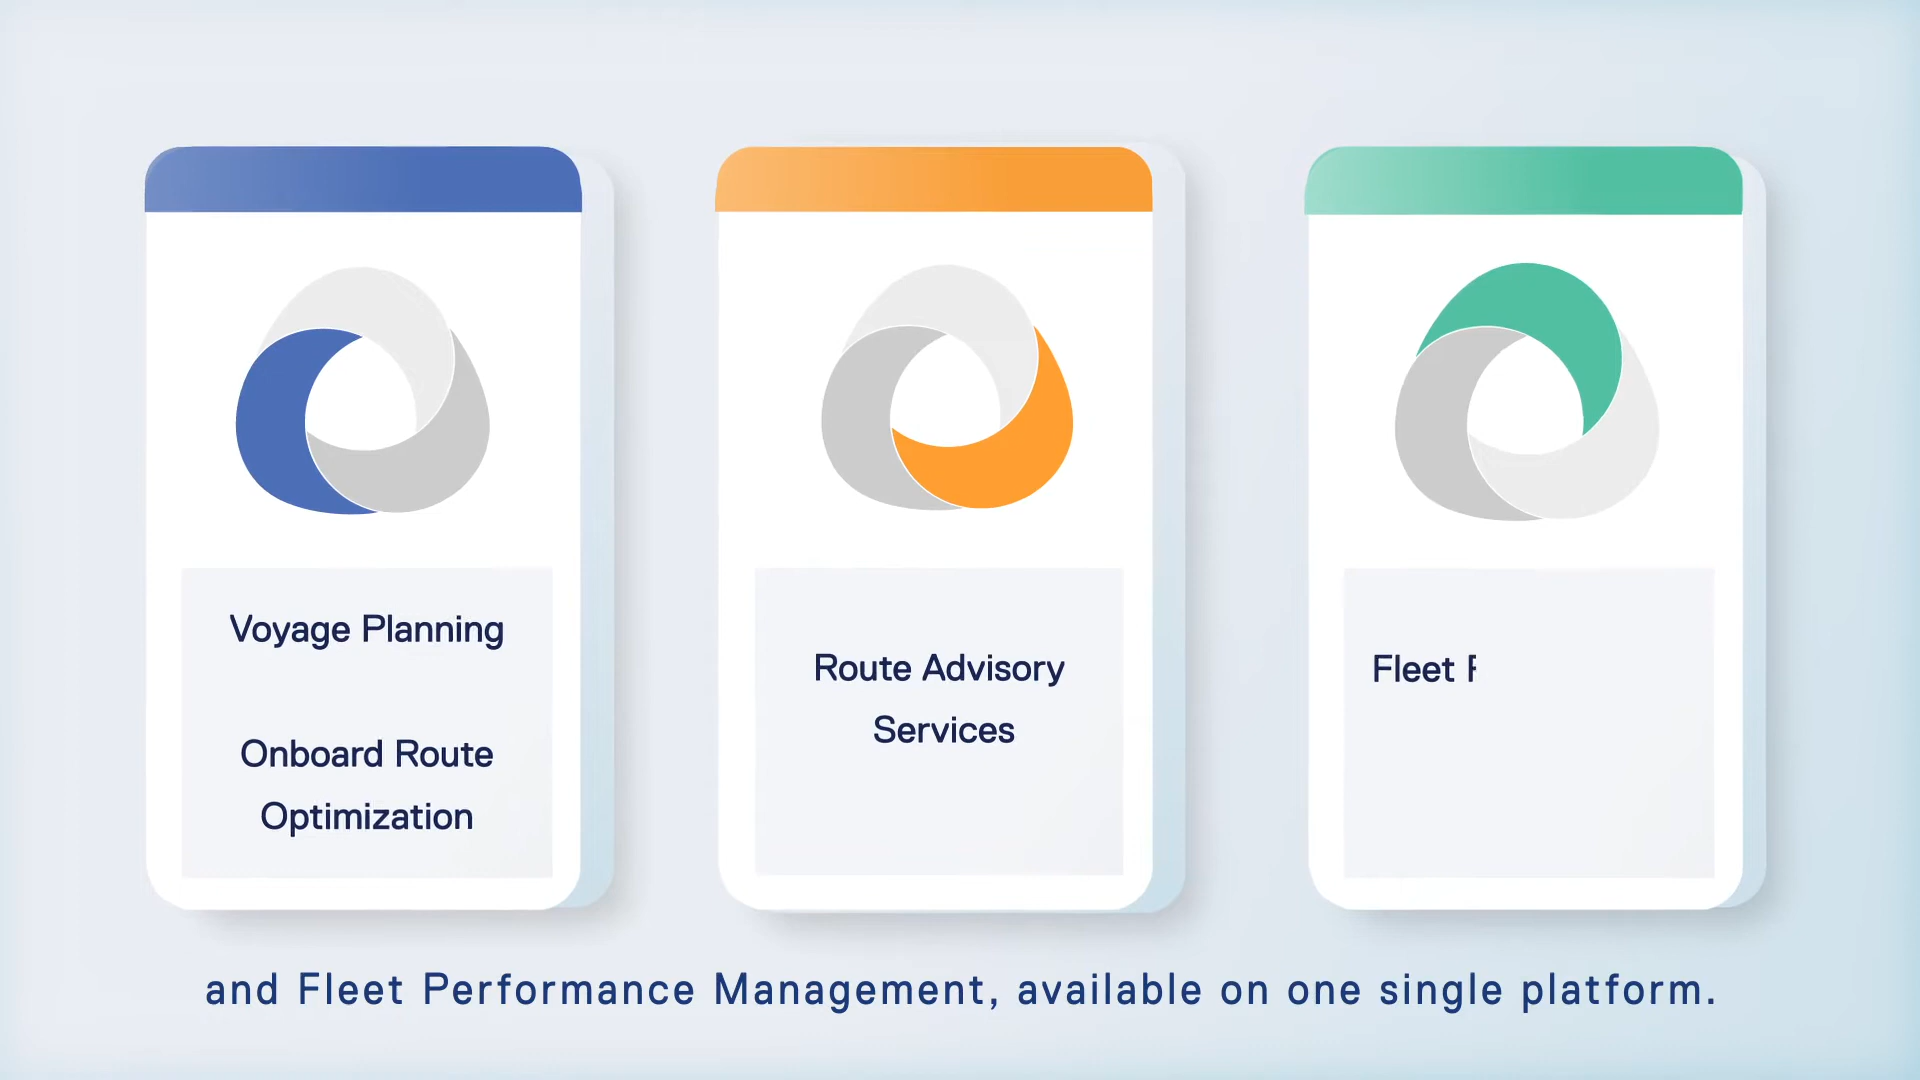 Voyage Planning
Onboard Route
Optimization
Route Advisory
Services
Fleet
and Fleet Performance Management, available on one single platform.